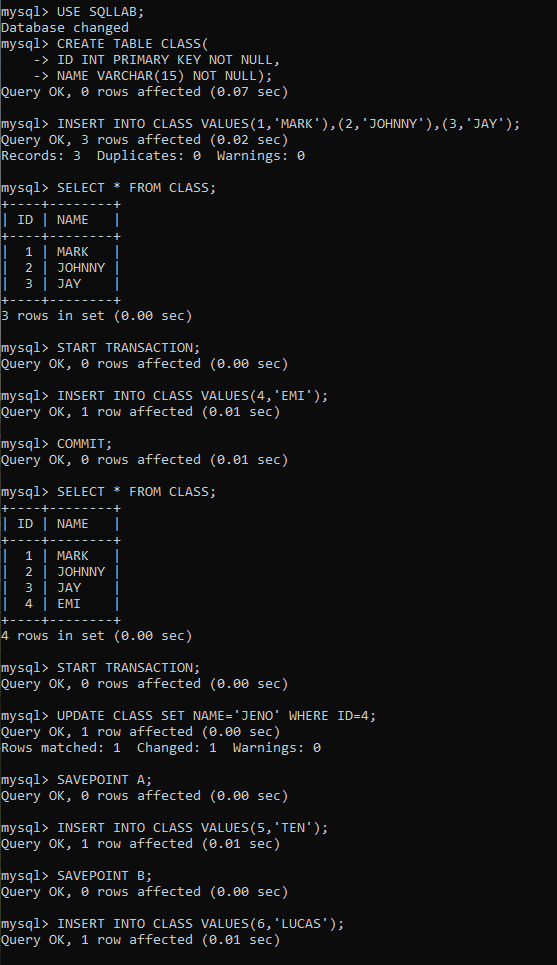 mysql> USE SQLLAB;
Database changed
mysql> CREATE TABLE CLASS(
    -> ID INT PRIMARY KEY NOT NULL,
    -> NAME VARCHAR(15) NOT NULL);
Query OK, 0 rows affected (0.07 sec)

mysql> INSERT INTO CLASS VALUES(1,'MARK'),(2,'JOHNNY'),(3,'JAY');
Query OK, 3 rows affected (0.02 sec)
Records: 3  Duplicates: 0  Warnings: 0

mysql> SELECT * FROM CLASS;
+----+--------+
| ID | NAME   |
+----+--------+
|  1 | MARK   |
|  2 | JOHNNY |
|  3 | JAY    |
+----+--------+
3 rows in set (0.00 sec)

mysql> START TRANSACTION;
Query OK, 0 rows affected (0.00 sec)

mysql> INSERT INTO CLASS VALUES(4,'EMI');
Query OK, 1 row affected (0.01 sec)

mysql> COMMIT;
Query OK, 0 rows affected (0.01 sec)

mysql> SELECT * FROM CLASS;
+----+--------+
| ID | NAME   |
+----+--------+
|  1 | MARK   |
|  2 | JOHNNY |
|  3 | JAY    |
|  4 | EMI    |
+----+--------+
4 rows in set (0.00 sec)

mysql> START TRANSACTION;
Query OK, 0 rows affected (0.00 sec)

mysql> UPDATE CLASS SET NAME='JENO' WHERE ID=4;
Query OK, 1 row affected (0.00 sec)
Rows matched: 1  Changed: 1  Warnings: 0

mysql> SAVEPOINT A;
Query OK, 0 rows affected (0.00 sec)

mysql> INSERT INTO CLASS VALUES(5,'TEN');
Query OK, 1 row affected (0.01 sec)

mysql> SAVEPOINT B;
Query OK, 0 rows affected (0.00 sec)

mysql> INSERT INTO CLASS VALUES(6,'LUCAS');
Query OK, 1 row affected (0.01 sec)